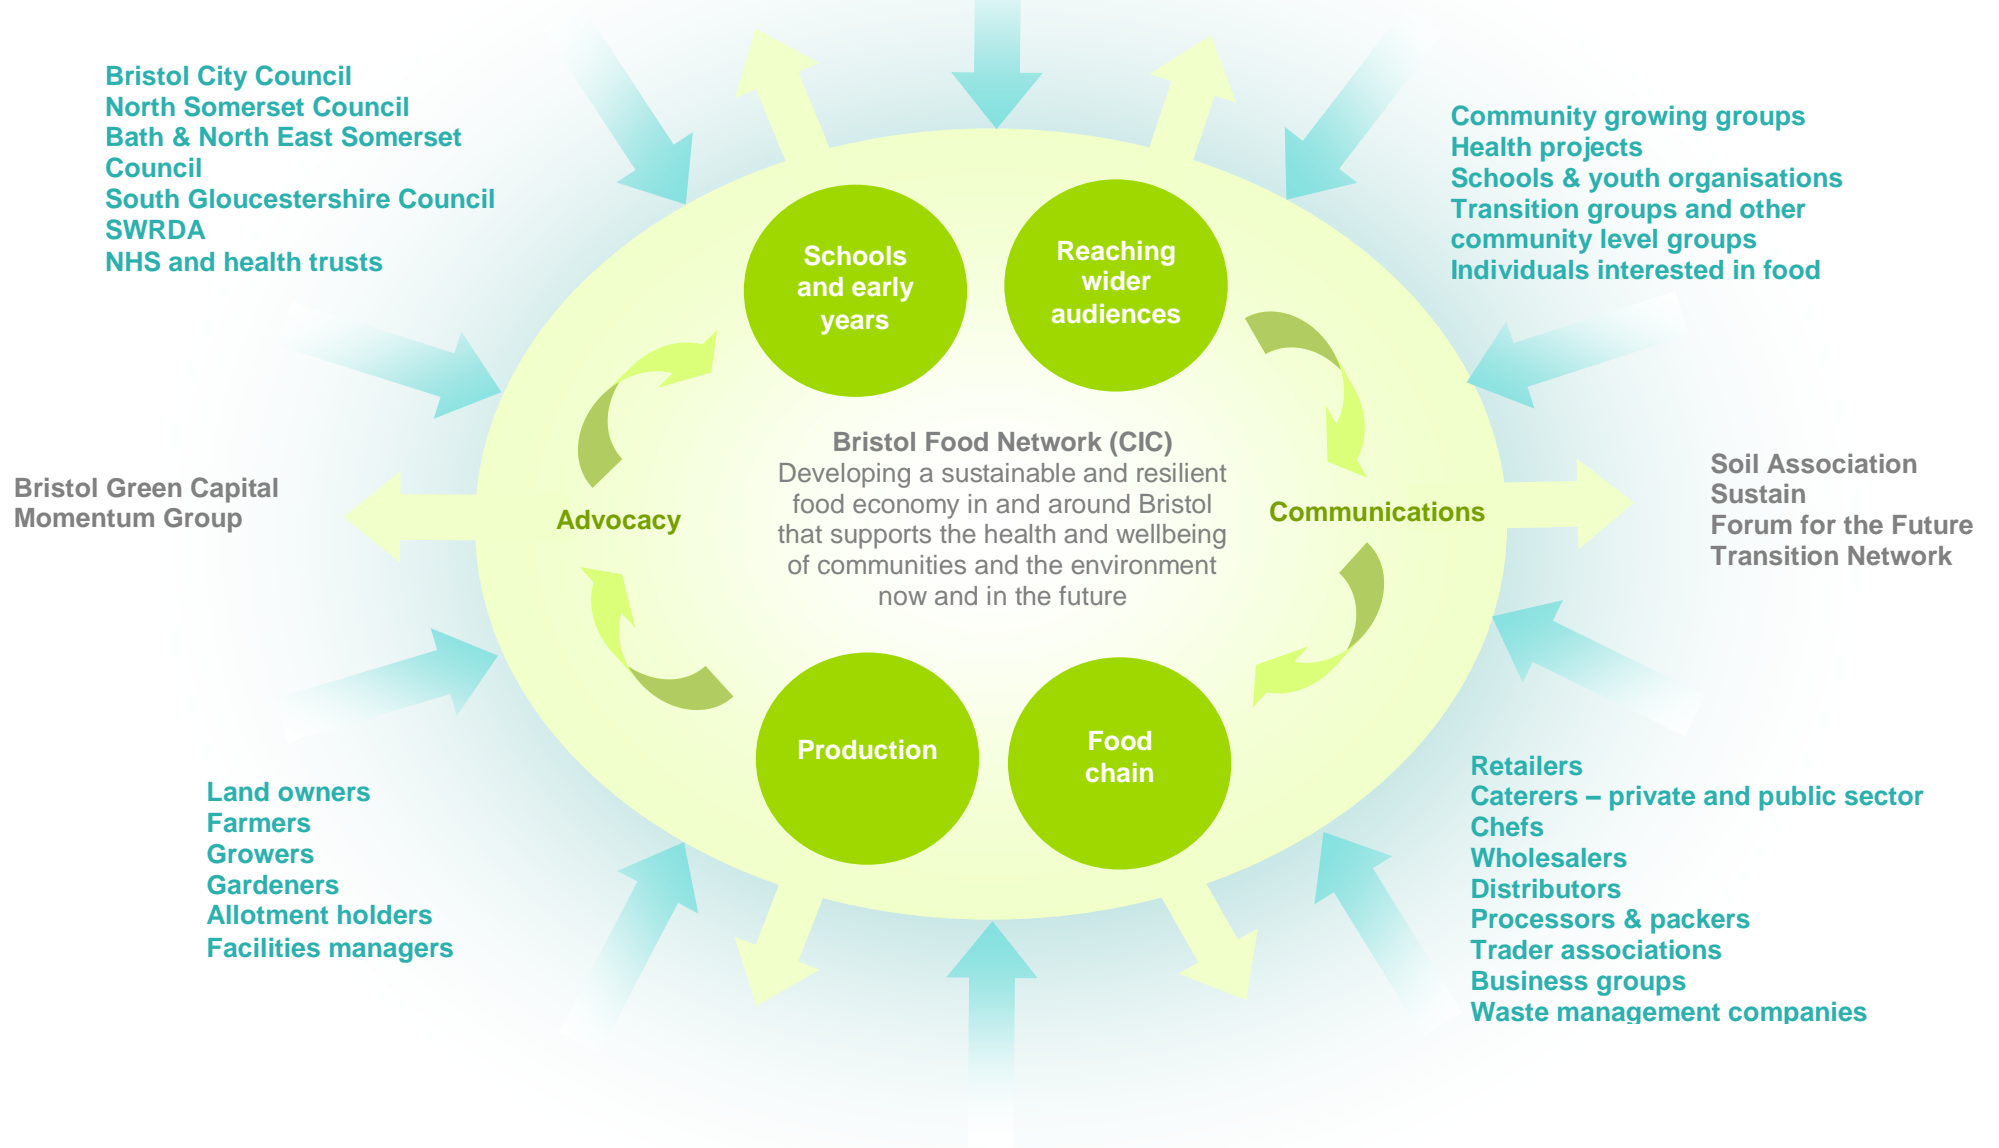 Bristol City Council
North Somerset Council
Bath & North East Somerset
Council
South Gloucestershire Council
SWRDA
NHS and health trusts
Community growing groups
Health projects
Schools & youth organisations
Transition groups and other
community level groups
Individuals interested in food
Schools
and early
years
Reaching
wider
audiences
Bristol Green Capital
Momentum Group
Advocacy
Bristol Food Network (CIC)
Developing a sustainable and resilient
food economy in and around Bristol
that supports the health and wellbeing
of communities and the environment
now and in the future
Communications
Soil Association
Sustain
Forum for the Future
Transition Network
Production
Food
chain
Land owners
Farmers
Growers
Gardeners
Allotment holders
Facilities managers
Retailers
Caterers – private and public sector
Chefs
Wholesalers
Distributors
Processors & packers
Trader associations
Business groups
Waste management companies